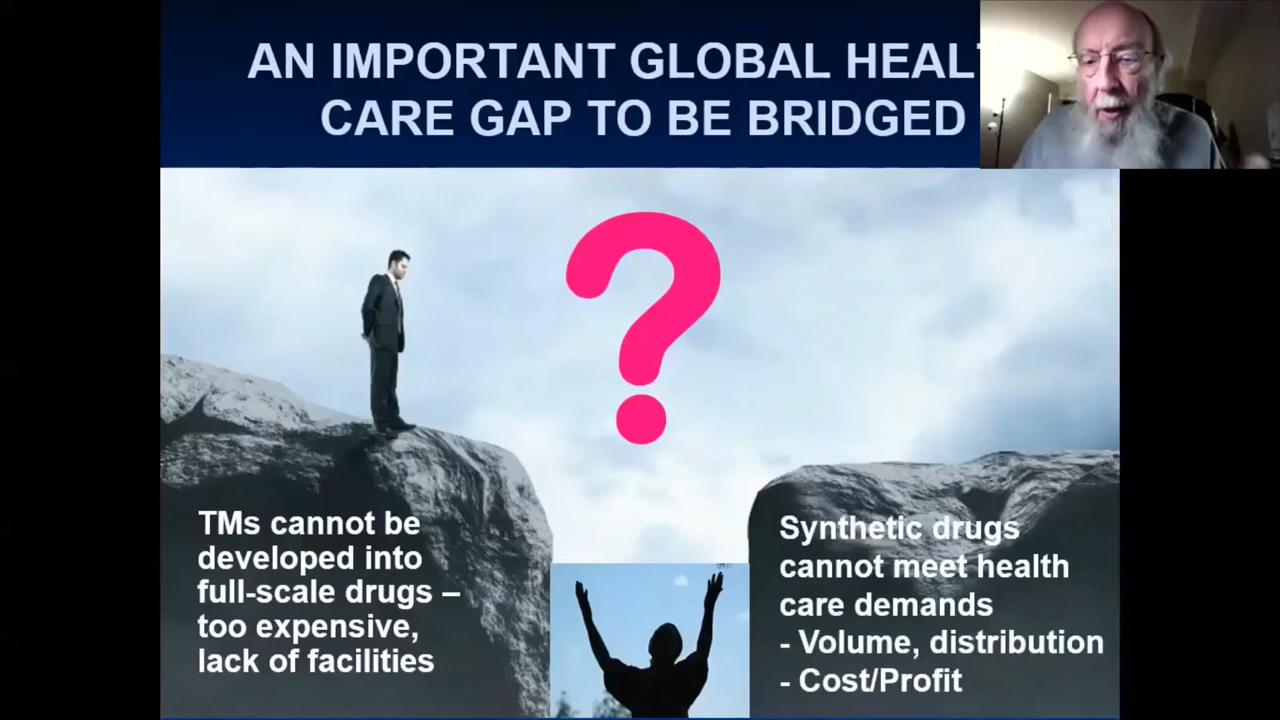 AN IMPORTANT GLOBAL HEALT
CARE GAP TO BE BRIDGED
?
TMs cannot be
developed into
full-scale drugs –
too expensive,
lack of facilities
Synthetic drugs
cannot meet health
care demands
- Volume, distribution
- Cost/Profit